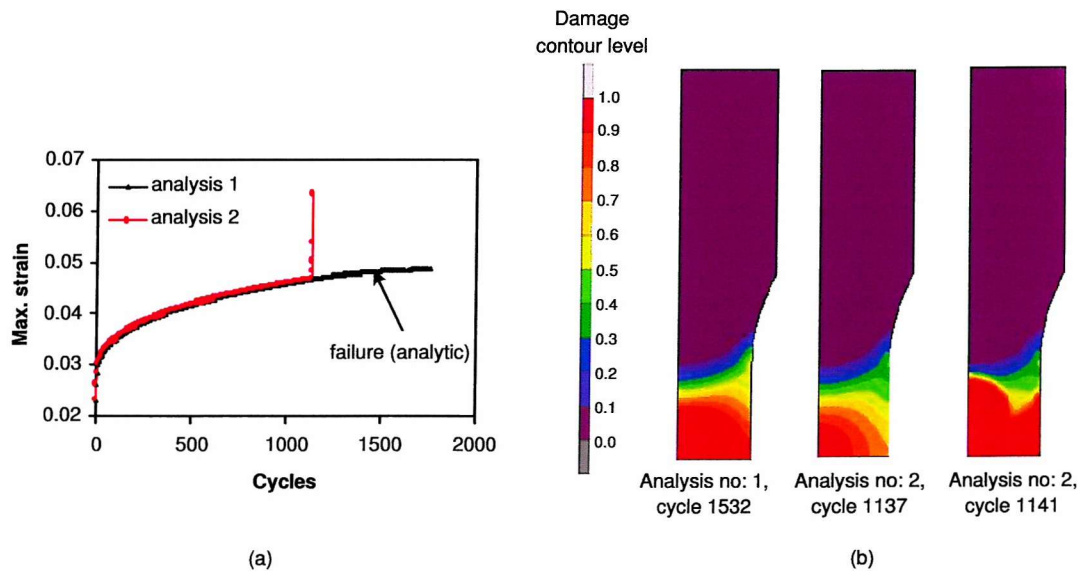 0.07
0.06
0.05
0.04
0.03
0.02
Max. strain
analysis 1
analysis 2
failure (analytic)
0
500
1000
1500
2000
Cycles
(a)
Damage
contour level
1.0
0.9
0.8
0.7
0.6
0.5
0.4
0.3
0.2
0.1
0.0
Analysis no: 1,
cycle 1532
Analysis no: 2,
cycle 1137
Analysis no: 2,
cycle 1141
(b)